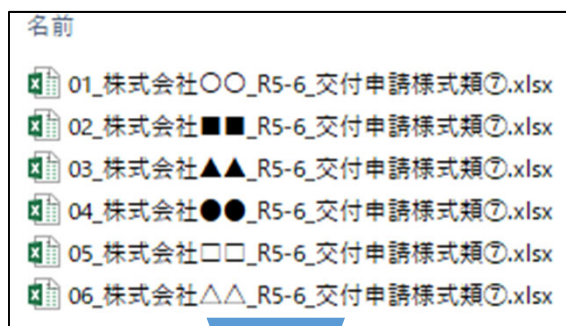 名前
01_株式会社○○_R5-6_交付申請様式類⑦.xlsx
02_株式会社■■_R5-6_交付申請様式類⑦.xlsx
03_株式会社▲▲_R5-6_交付申請様式類⑦.xlsx
04_株式会社●●_R5-6_交付申請様式類⑦.xlsx
05_株式会社□□_R5-6_交付申請様式類⑦.xlsx
06_株式会社△△_R5-6_交付申請様式類⑦.xlsx